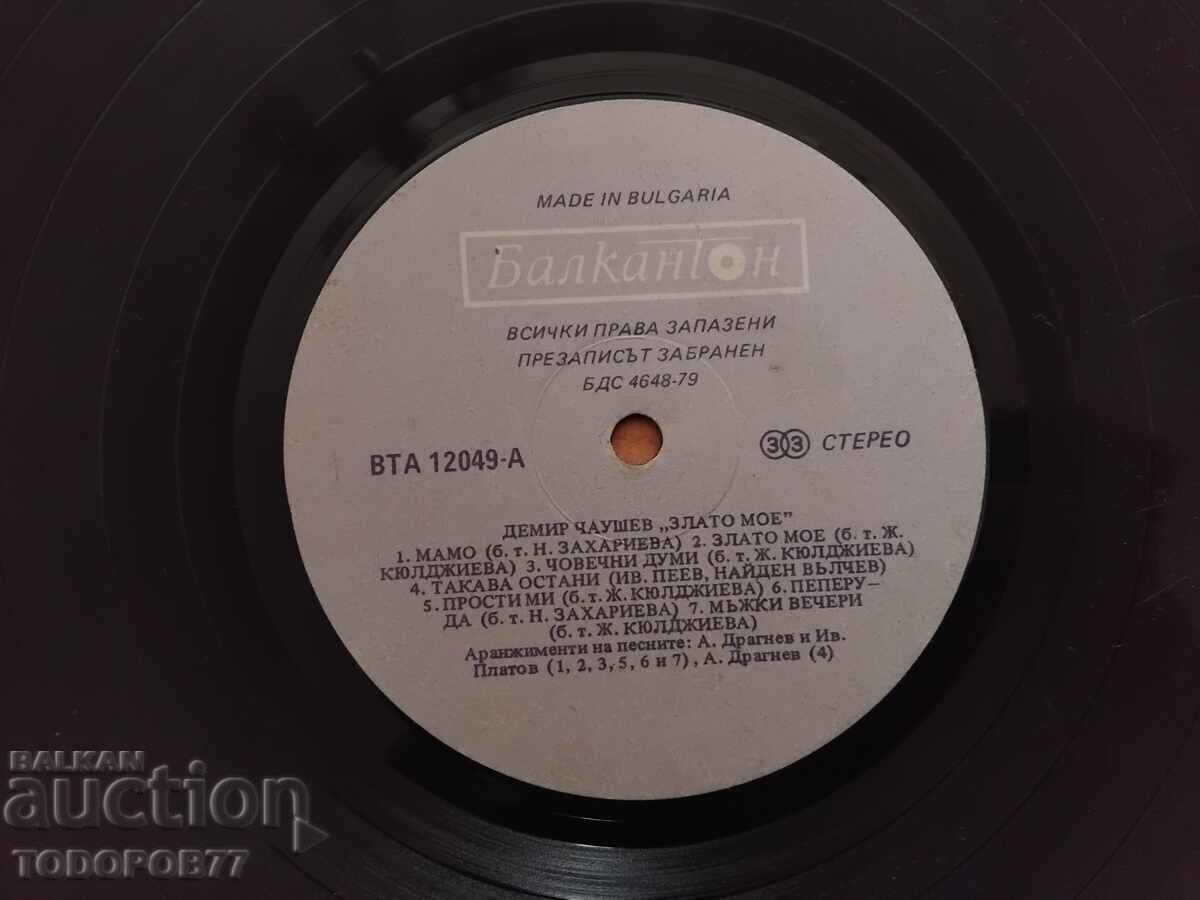 MADE IN BULGARIA
Балкантон
ВСИЧКИ ПРАВА ЗАПАЗЕНИ
ПРЕЗАПИСЪТ ЗАБРАНЕН
БДС 4648-79
ВТА 12049-А
33 СТЕРЕО
ДЕМИР ЧАУШЕВ „ЗЛАТО МОЕ”
1. МАМО (б. т. Н. ЗАХАРИЕВА) 2. ЗЛАТО МОЕ (б. т. Ж.
КЮЛДЖИЕВА) 3. ЧОВЕЧНИ ДУМИ (б. т. Ж. КЮЛДЖИЕВА)
4. ТАКАВА ОСТАНИ (ИВ. ПЕЕВ, НАЙДЕН ВЪЛЧЕВ)
5. ПРОСТИ МИ (б. т. Ж. КЮЛДЖИЕВА) 6. ПЕПЕРУ-
ДА (б. т. Н. ЗАХАРИЕВА) 7. МЪЖКИ ВЕЧЕРИ
(б. т. Ж. КЮЛДЖИЕВА)
Аранжименти на песните: А. Драгнев и Ив.
Платов (1, 2, 3, 5, 6 и 7), А. Драгнев (4)
BALKAN
auction
TODOPOB77